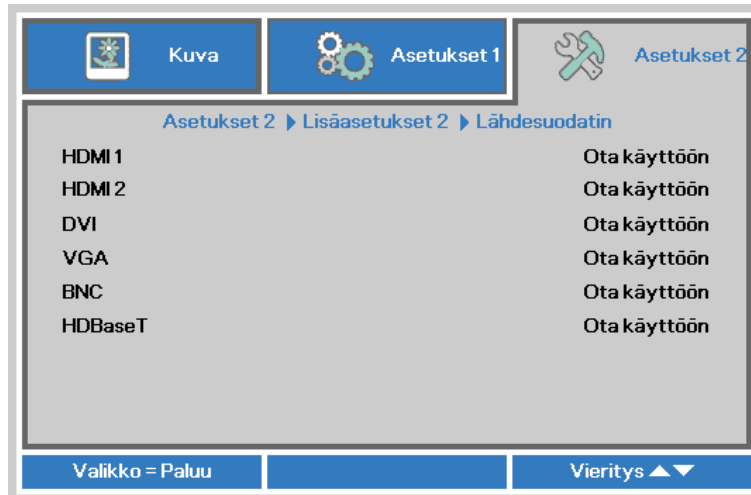 Kuva
Asetukset 1
Asetukset 2
Asetukset 2 Lisäasetukset 2 Lähdesuodatin
HDMI 1 Ota käyttöön
HDMI 2 Ota käyttöön
DVI Ota käyttöön
VGA Ota käyttöön
BNC Ota käyttöön
HDBaseT Ota käyttöön
Valikko = Paluu
Vieritys ▲▼